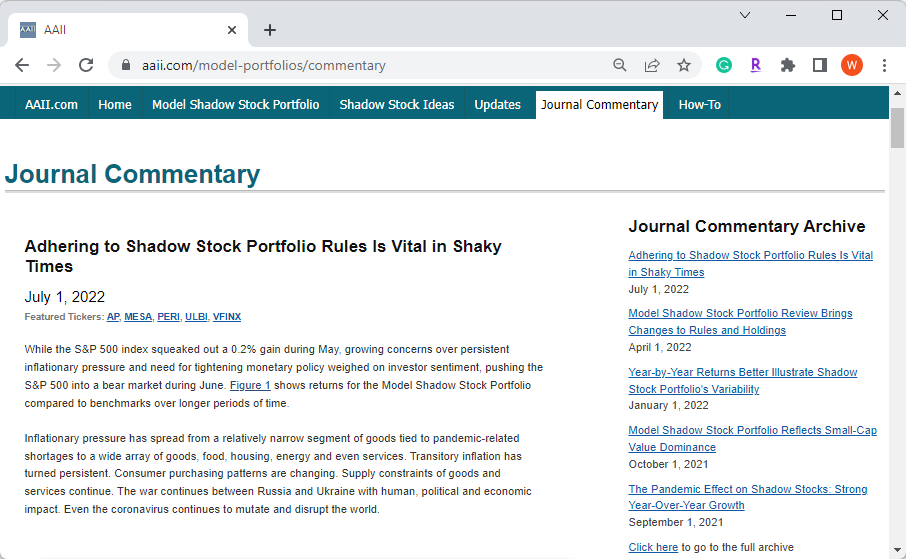 AAII
AAII
aaii.com/model-portfolios/commentary
W
AAII.com Home Model Shadow Stock Portfolio Shadow Stock Ideas Updates Journal Commentary How-To
Journal Commentary
Adhering to Shadow Stock Portfolio Rules Is Vital in Shaky
Times
July 1, 2022
Featured Tickers: AP, MESA, PERI, ULBI, VFINX
While the S&P 500 index squeaked out a 0.2% gain during May, growing concerns over persistent
inflationary pressure and need for tightening monetary policy weighed on investor sentiment, pushing the
S&P 500 into a bear market during June. Figure 1 shows returns for the Model Shadow Stock Portfolio
compared to benchmarks over longer periods of time.
Inflationary pressure has spread from a relatively narrow segment of goods tied to pandemic-related
shortages to a wide array of goods, food, housing, energy and even services. Transitory inflation has
turned persistent. Consumer purchasing patterns are changing. Supply constraints of goods and
services continue. The war continues between Russia and Ukraine with human, political and economic
impact. Even the coronavirus continues to mutate and disrupt the world.
Journal Commentary Archive
Adhering to Shadow Stock Portfolio Rules Is Vital
in Shaky Times
July 1, 2022
Model Shadow Stock Portfolio Review Brings
Changes to Rules and Holdings
April 1, 2022
Year-by-Year Returns Better Illustrate Shadow
Stock Portfolio's Variability
January 1, 2022
Model Shadow Stock Portfolio Reflects Small-Cap
Value Dominance
October 1, 2021
The Pandemic Effect on Shadow Stocks: Strong
Year-Over-Year Growth
September 1, 2021
Click here to go to the full archive